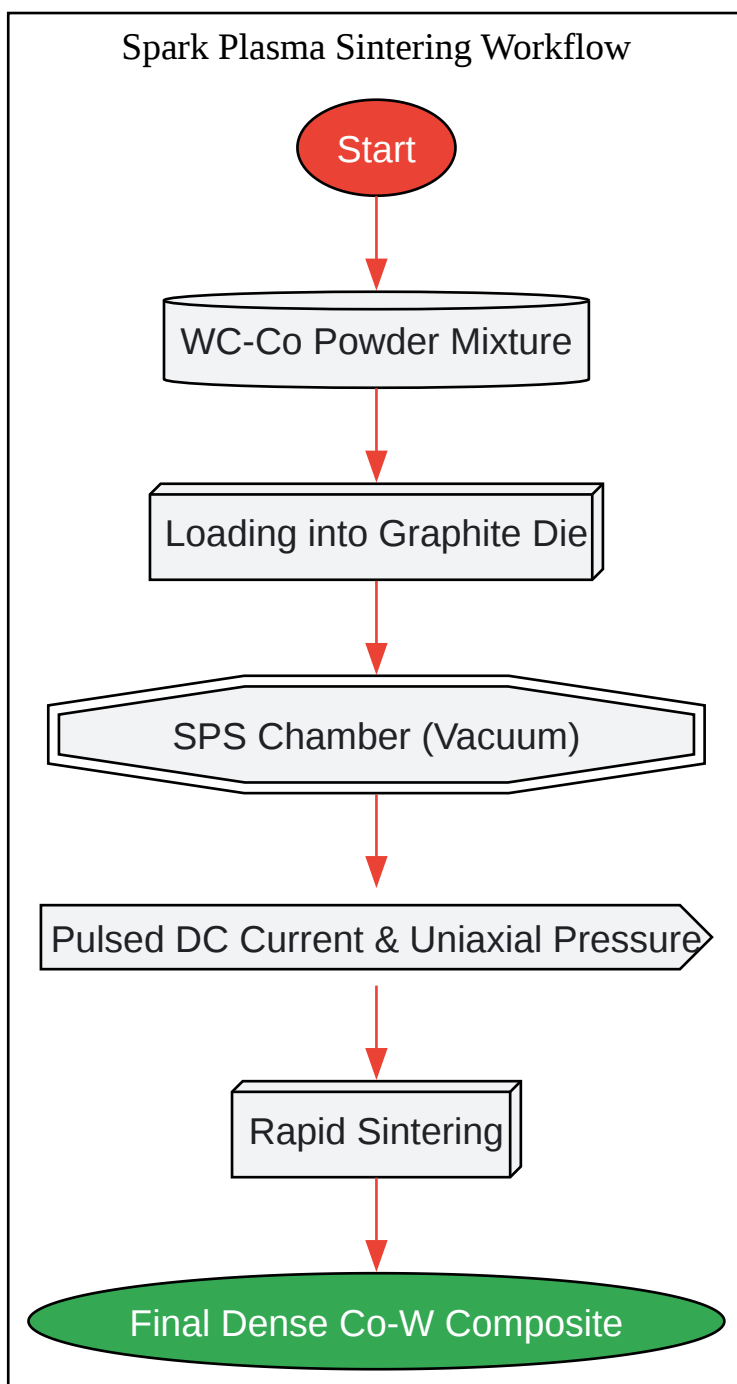 Spark Plasma Sintering Workflow
Start
WC-Co Powder Mixture
Loading into Graphite Die
SPS Chamber (Vacuum)
Pulsed DC Current & Uniaxial Pressure
Rapid Sintering
Final Dense Co-W Composite